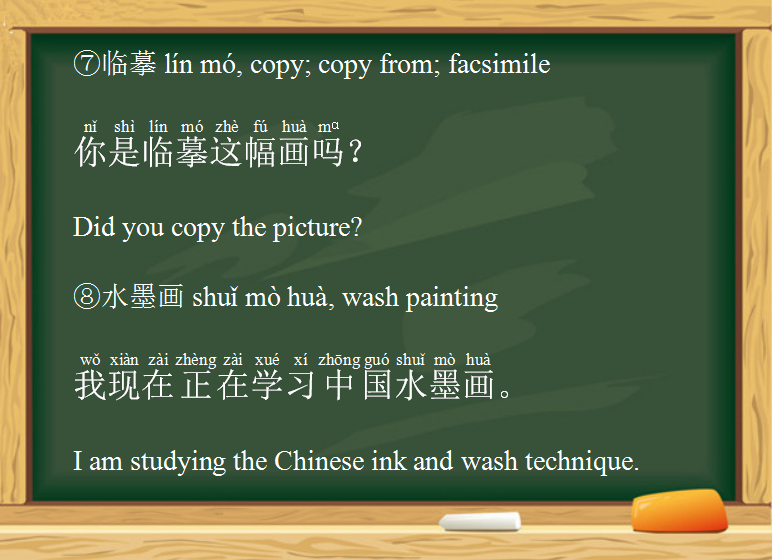 ⑦临摹 lín mó, copy; copy from; facsimile
nǐ shì lín mó zhè fú huà mɑ
你是临摹这幅画吗？
Did you copy the picture?
⑧水墨画 shuǐ mò huà, wash painting
wǒ xiàn zài zhèng zài xué xí zhōng guó shuǐ mò huà
我现在正在学习中国水墨画。
I am studying the Chinese ink and wash technique.